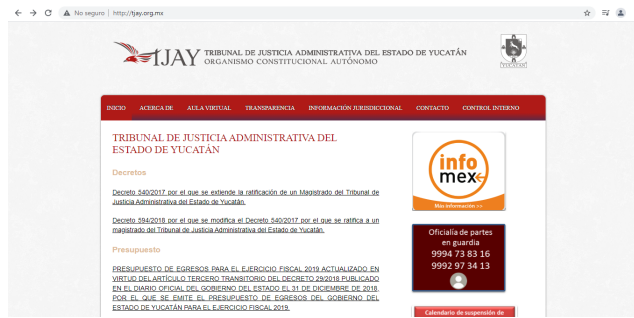 No seguro | http://tjay.org.mx
TJAY TRIBUNAL DE JUSTICIA ADMINISTRATIVA DEL ESTADO DE YUCATÁN
ORGANISMO CONSTITUCIONAL AUTÓNOMO
YUCATÁN
INICIO ACERCA DE AULA VIRTUAL TRANSPARENCIA INFORMACIÓN JURISDICCIONAL CONTACTO CONTROL INTERNO
TRIBUNAL DE JUSTICIA ADMINISTRATIVA DEL
ESTADO DE YUCATÁN
Decretos
Decreto 540/2017 por el que se extiende la ratificación de un Magistrado del Tribunal de
Justicia Administrativa del Estado de Yucatán.
Decreto 594/2018 por el que se modifica el Decreto 540/2017 por el que se ratifica a un
magistrado del Tribunal de Justicia Administrativa del Estado de Yucatán.
Presupuesto
PRESUPUESTO DE EGRESOS PARA EL EJERCICIO FISCAL 2019 ACTUALIZADO EN
VIRTUD DEL ARTÍCULO TERCERO TRANSITORIO DEL DECRETO 29/2018 PUBLICADO
EN EL DIARIO OFICIAL DEL GOBIERNO DEL ESTADO EL 31 DE DICIEMBRE DE 2018,
POR EL QUE SE EMITE EL PRESUPUESTO DE EGRESOS DEL GOBIERNO DEL
ESTADO DE YUCATÁN PARA EL EJERCICIO FISCAL 2019.
info
mex
Más información >>
Oficialía de partes
en guardia
9994 73 83 16
9992 97 34 13
Calendario de suspensión de